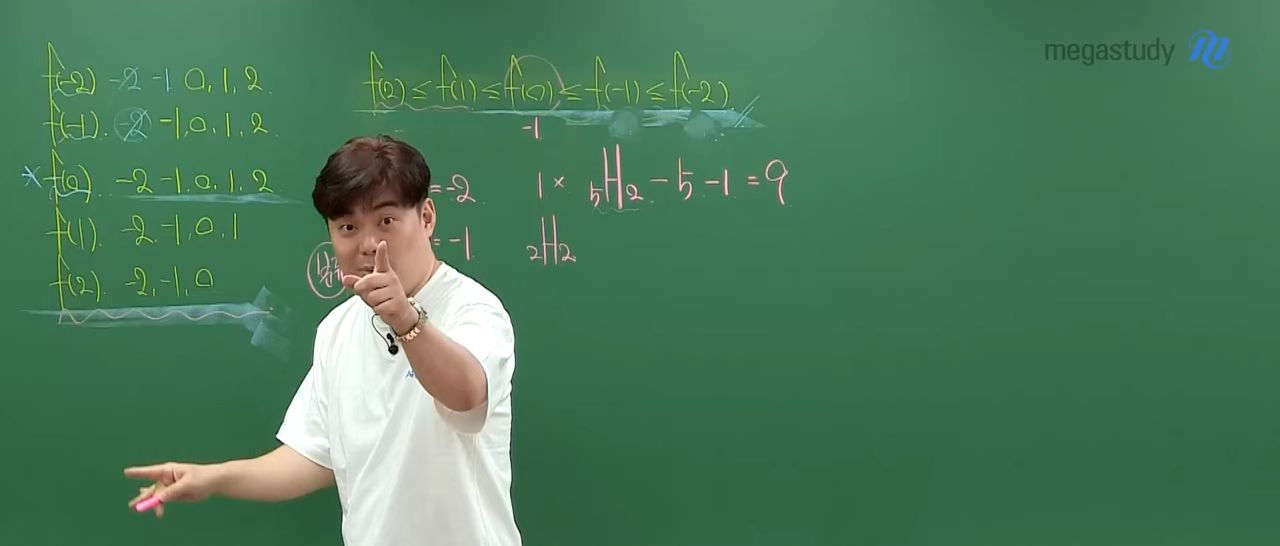 megastudy
f(-2) -2 -1 0, 1, 2
f(-1). -2 -1, 0, 1, 2
* f(0). -2 -1, 0, 1, 2
f(1). -2. -1, 0, 1
f(2). -2, -1, 0
f(2) ≤ f(1) ≤ f(0) ≤ f(-1) ≤ f(-2)
-1
= -2 1 × 5H2 - 5 - 1 = 9
= -1 2H2